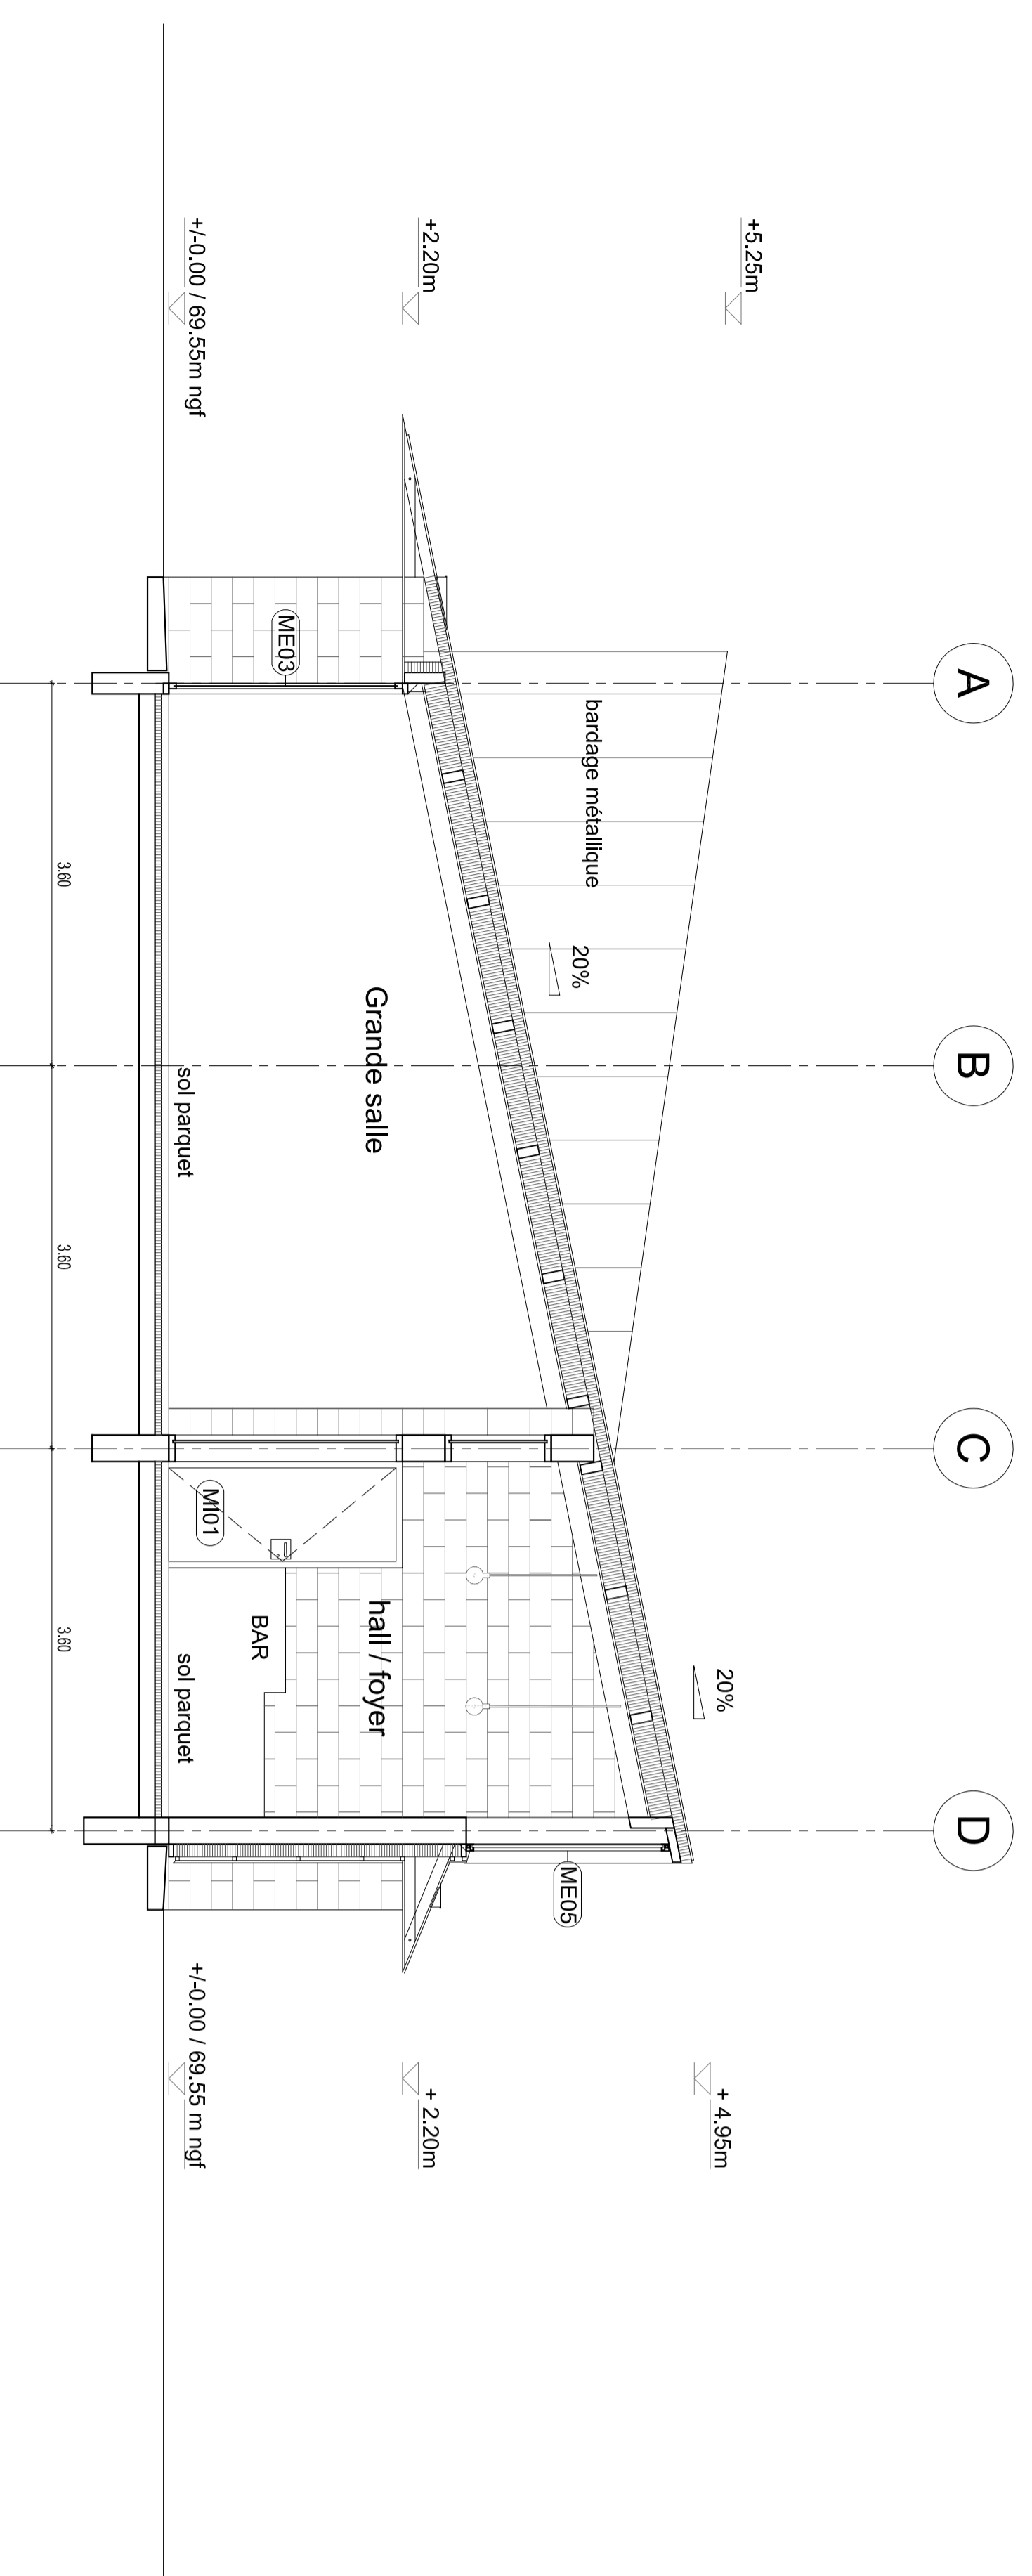 A
B
C
D
+5.25m
+2.20m
+/-0.00 / 69.55m ngf
bardage métallique
20%
20%
Grande salle
hall / foyer
BAR
sol parquet
sol parquet
ME03
MI01
ME05
+ 4.95m
+ 2.20m
+/-0.00 / 69.55 m ngf
3.60
3.60
3.60